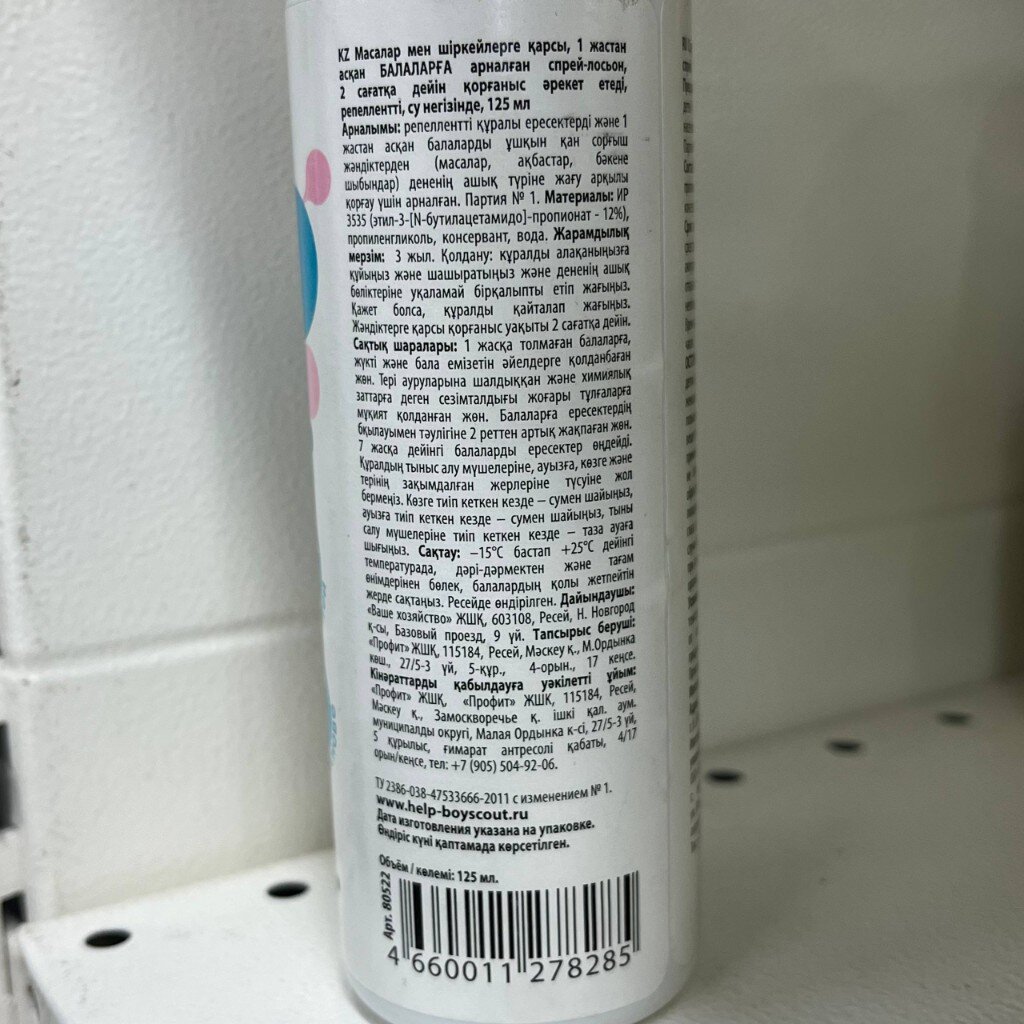 KZ Масалар мен шіркейлерге қарсы, 1 жастан
асқан БАЛАЛАРҒА арналған спрей-лосьон,
2 сағатқа дейін қорғаныс әрекет етеді,
репеллентті, су негізінде, 125 мл
Арналымы: репеллентті құралы ересектерді және 1
жастан асқан балаларды ұшқын қан сорғыш
жәндіктерден (масалар, ақбастар, бәкене
шыбындар) дененің ашық түріне жағу арқылы
қорғау үшін арналған. Партия № 1. Материалы: ИР
3535 (этил-3-[N-бутилацетамидо]-пропионат - 12%),
пропиленгликоль, консервант, вода. Жарамдылық
мерзім: 3 жыл. Қолдану: құралды алақаныңызға
құйыңыз және шашыратыңыз және дененің ашық
бөліктеріне уқаламай бірқалыпты етіп жағыңыз.
Қажет болса, құралды қайталап жағыңыз.
Жәндіктерге қарсы қорғаныс уақыты 2 сағатқа дейін.
Сақтық шаралары: 1 жасқа толмаған балаларға,
жүкті және бала емізетін әйелдерге қолданбаған
жөн. Тері ауруларына шалдыққан және химиялық
заттарға деген сезімталдығы жоғары тұлғаларға
мұқият қолданған жөн. Балаларға ересектердің
бқылауымен тәулігіне 2 реттен артық жақпаған жөн.
7 жасқа дейінгі балаларды ересектер өңдейді.
Құралдың тыныс алу мүшелеріне, ауызға, көзге және
терінің зақымдалған жерлеріне түсуіне жол
бермеңіз. Көзге тиіп кеткен кезде – сумен шайыңыз,
ауызға тиіп кеткен кезде – сумен шайыңыз, тыны
салу мүшелеріне тиіп кеткен кезде – таза ауаға
шығыңыз. Сақтау: –15°С бастап +25°С дейінгі
температурада, дәрі-дәрмектен және тағам
өнімдерінен бөлек, балалардың қолы жетпейтін
жерде сақтаңыз. Ресейде өндірілген. Дайындаушы:
«Ваше хозяйство» ЖШҚ, 603108, Ресей, Н. Новгород
қ-сы, Базовый проезд, 9 үй. Тапсырыс беруші:
«Профит» ЖШҚ, 115184, Ресей, Мәскеу қ., М.Ордынка
көш., 27/5-3 үй, 5-құр., 4-орын., 17 кеңсе.
Кінәраттарды қабылдауға уәкілетті ұйым:
«Профит» ЖШҚ, «Профит» ЖШҚ, 115184, Ресей,
Мәскеу қ., Замоскворечье қ. ішкі қал. аум.
муниципалды округі, Малая Ордынка к-сі, 27/5-3 үй,
5 құрылыс, ғимарат антресолі қабаты, 4/17
орын/кеңсе, тел: +7 (905) 504-92-06.
ТУ 2386-038-47533666-2011 с изменением № 1.
www.help-boyscout.ru
Дата изготовления указана на упаковке.
Өндіріс күні қаптамада көрсетілген.
Объём / көлемі: 125 мл.
Арт. 80522
4 660011 278285